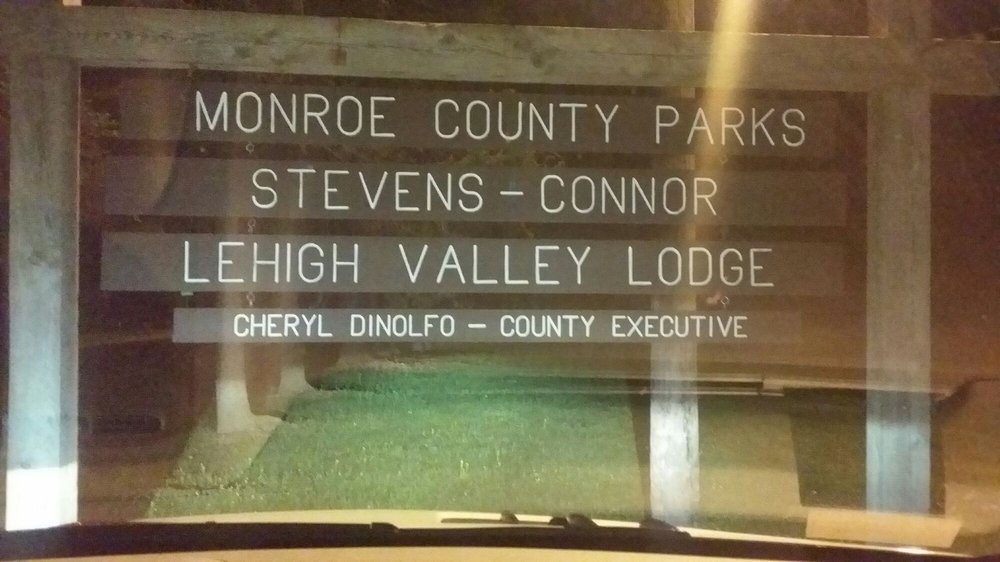 MONROE COUNTY PARKS
STEVENS - CONNOR
LEHIGH VALLEY LODGE
CHERYL DINOLFO - COUNTY EXECUTIVE